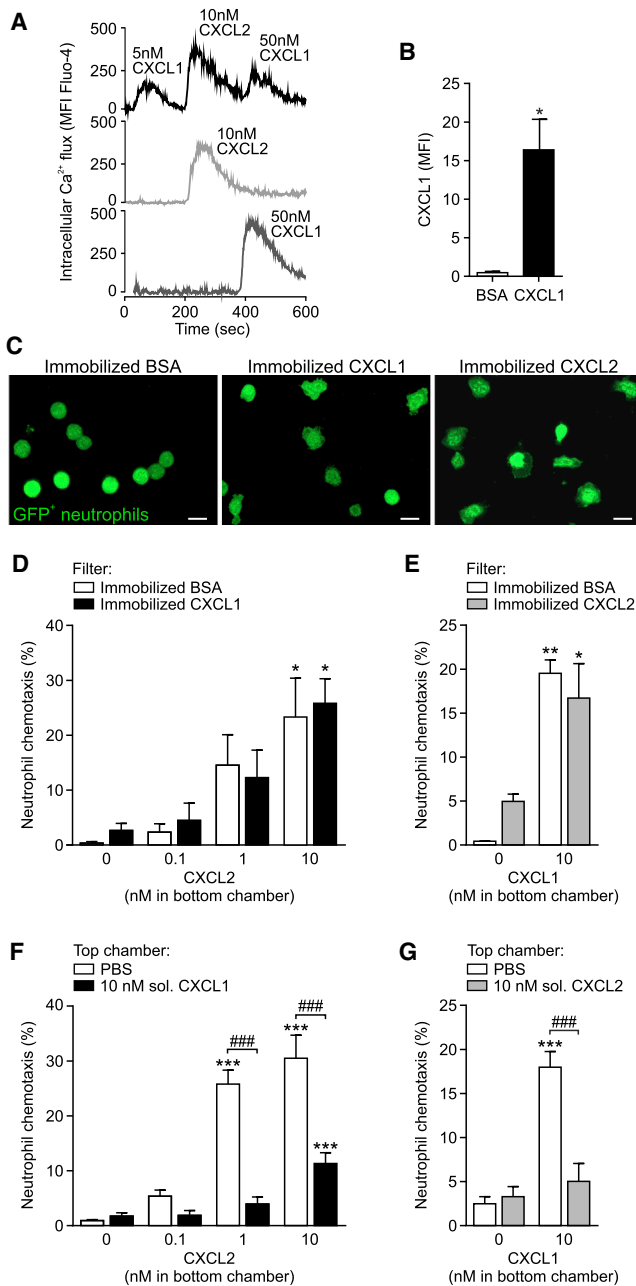 A
Intracellular Ca²⁺ flux (MFI Fluo-4)
500
250
0
5nM
CXCL1
10nM
CXCL2
50nM
CXCL1
500
250
0
10nM
CXCL2
500
250
0
50nM
CXCL1
0 200 400 600
Time (sec)
B
CXCL1 (MFI)
25
20
15
10
5
0
*
BSA CXCL1
C
Immobilized BSA
Immobilized CXCL1
Immobilized CXCL2
GFP⁺ neutrophils
D
Filter:
Immobilized BSA
Immobilized CXCL1
Neutrophil chemotaxis (%)
40
30
20
10
0
* *
0 0.1 1 10
CXCL2
(nM in bottom chamber)
E
Filter:
Immobilized BSA
Immobilized CXCL2
Neutrophil chemotaxis (%)
25
20
15
10
5
0
** *
0 10
CXCL1
(nM in bottom chamber)
F
Top chamber:
PBS
10 nM sol. CXCL1
Neutrophil chemotaxis (%)
40
30
20
10
0
###
***
###
***
***
0 0.1 1 10
CXCL2
(nM in bottom chamber)
G
Top chamber:
PBS
10 nM sol. CXCL2
Neutrophil chemotaxis (%)
25
20
15
10
5
0
###
***
0 10
CXCL1
(nM in bottom chamber)